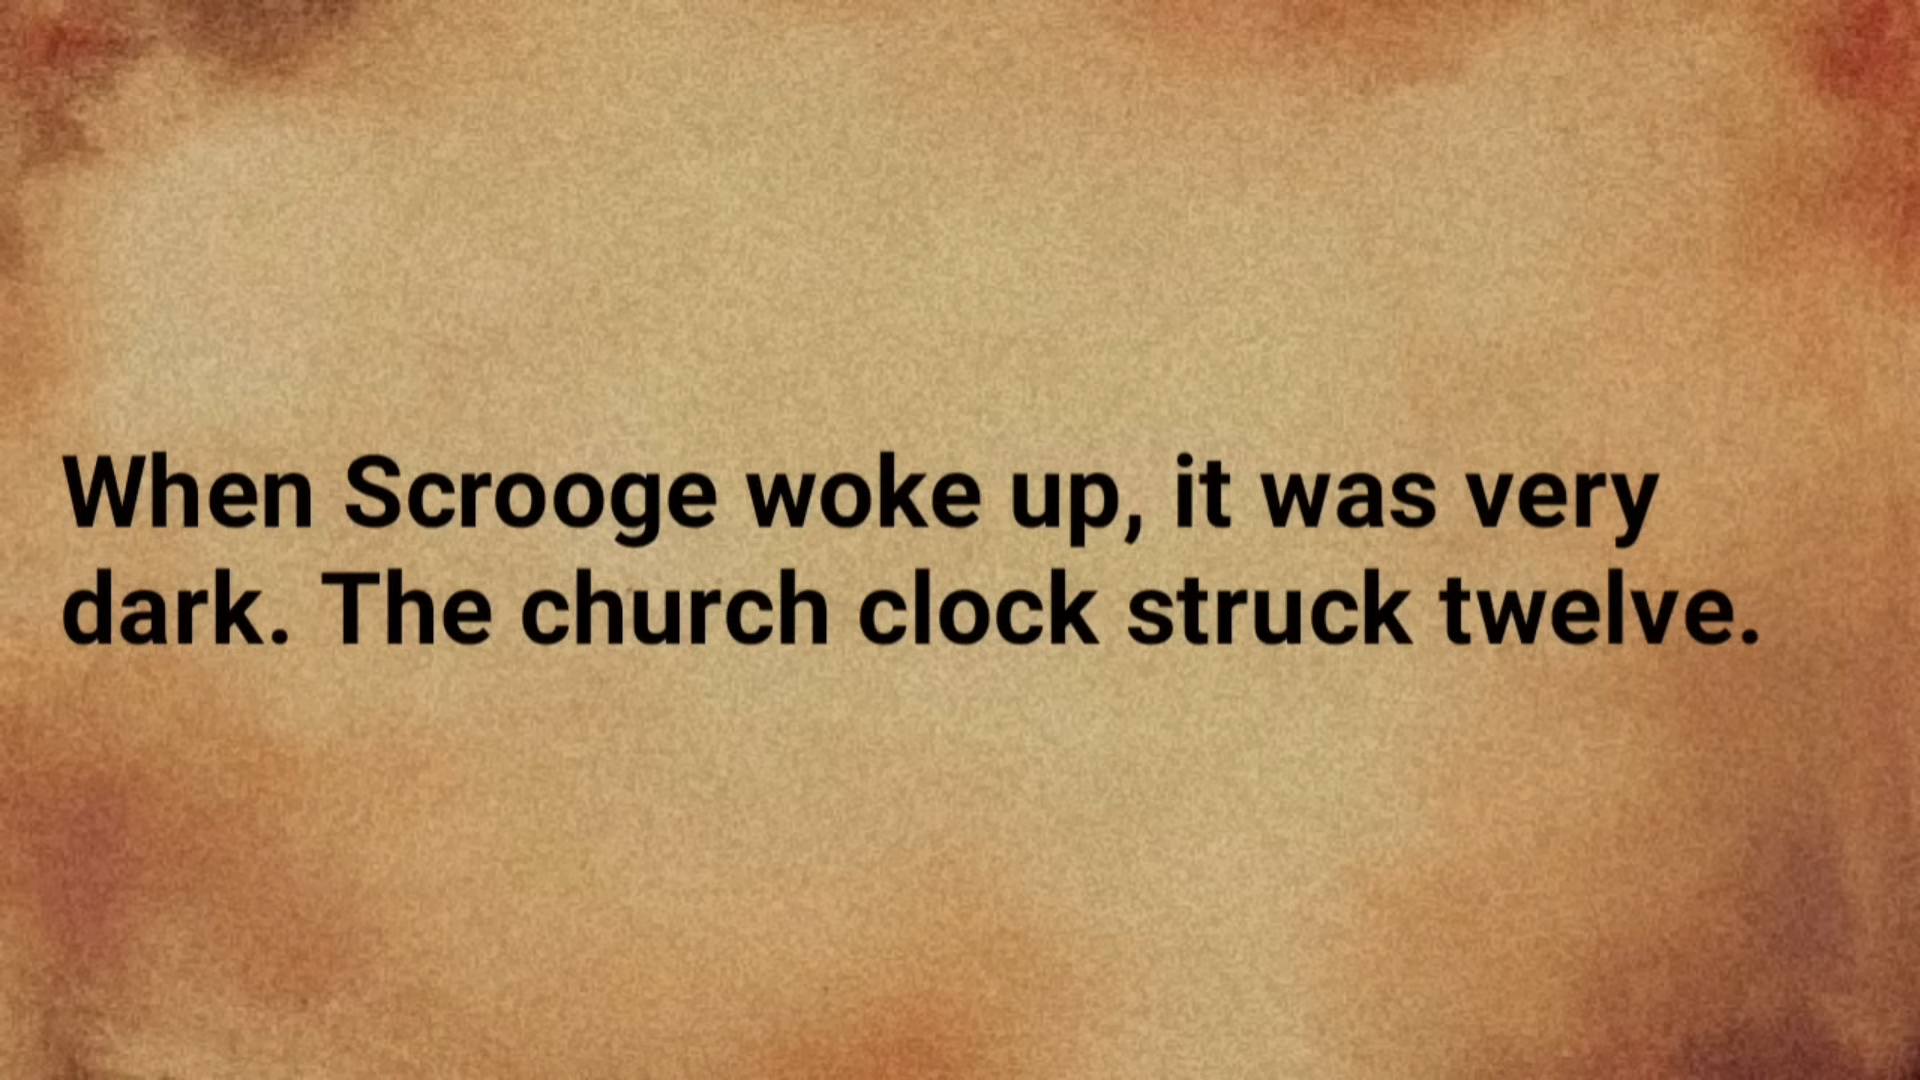 When Scrooge woke up, it was very
dark. The church clock struck twelve.